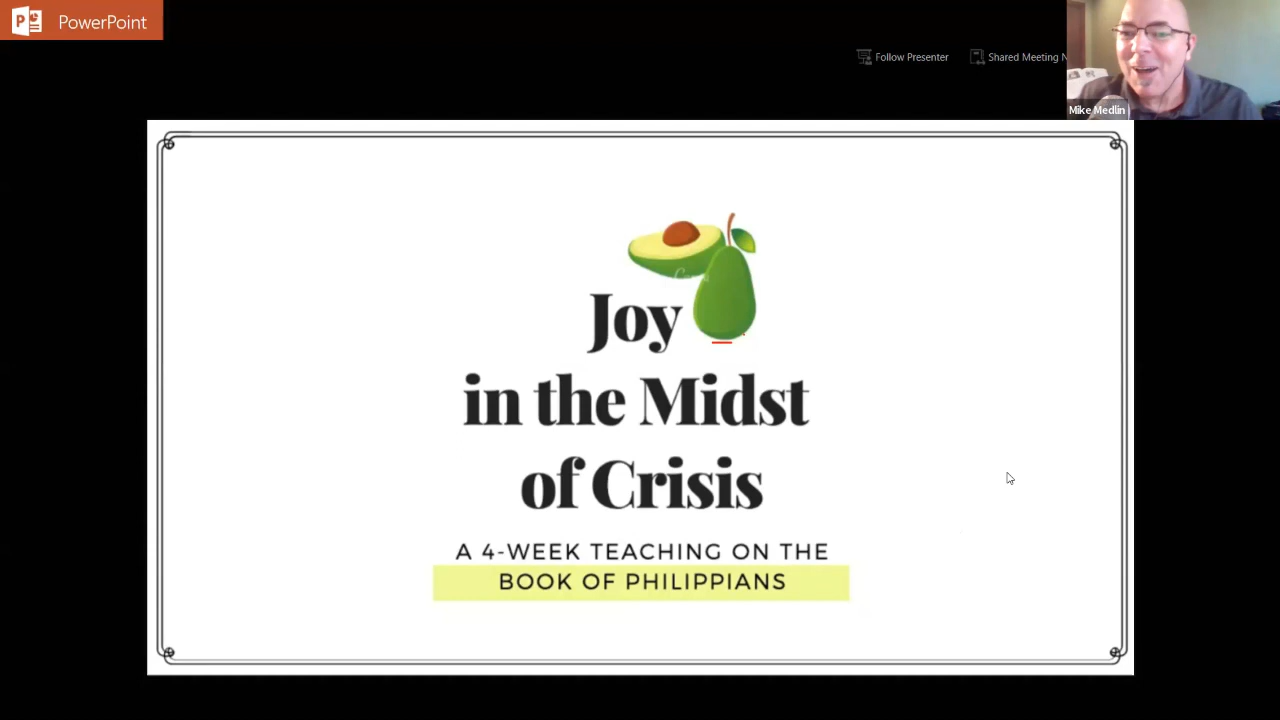 PowerPoint
Follow Presenter
Shared Meeting N
Mike Medlin
Joy
in the Midst
of Crisis
A 4-WEEK TEACHING ON THE
BOOK OF PHILIPPIANS